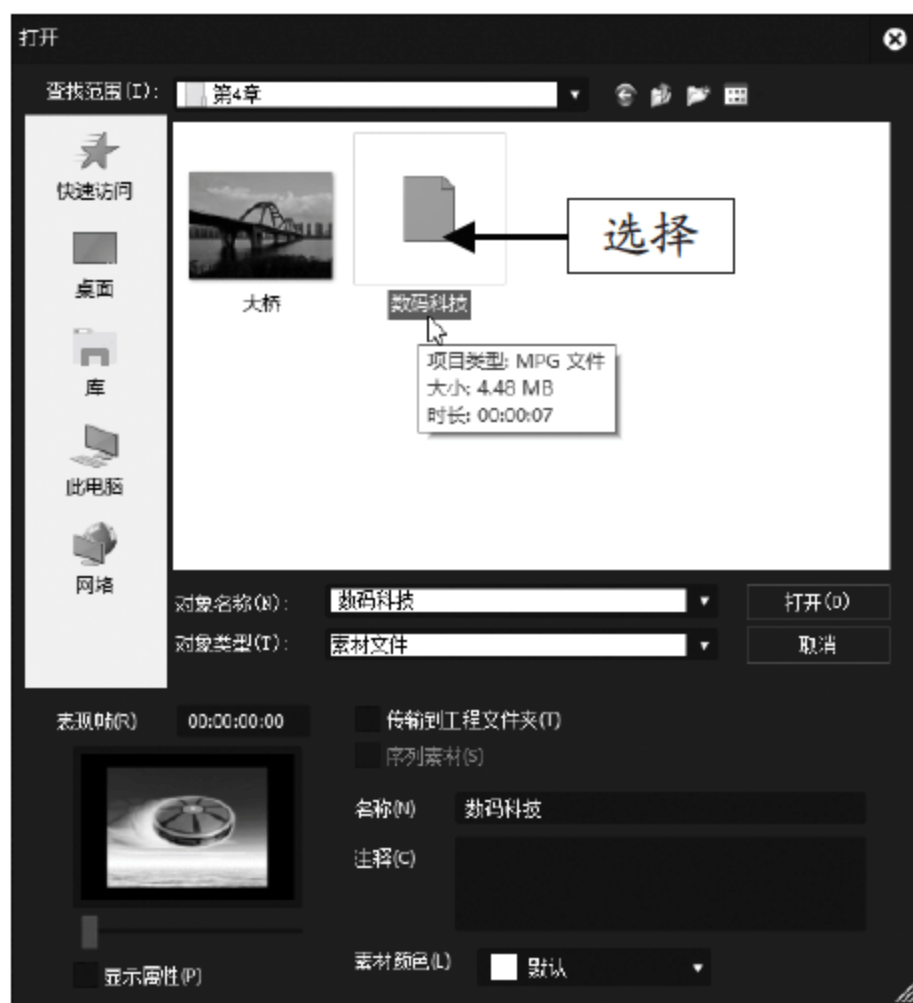 打开
查找范围(I):
第4章
快速访问
桌面
库
此电脑
网络
大桥
数码科技
选择
项目类型: MPG 文件
大小: 4.48 MB
时长: 00:00:07
对象名称(N):
数码科技
打开(O)
对象类型(T):
素材文件
取消
表现帧(R)
00:00:00:00
传输到工程文件夹(T)
序列素材(S)
名称(N)
数码科技
注释(C)
显示属性(P)
素材颜色(L)
默认